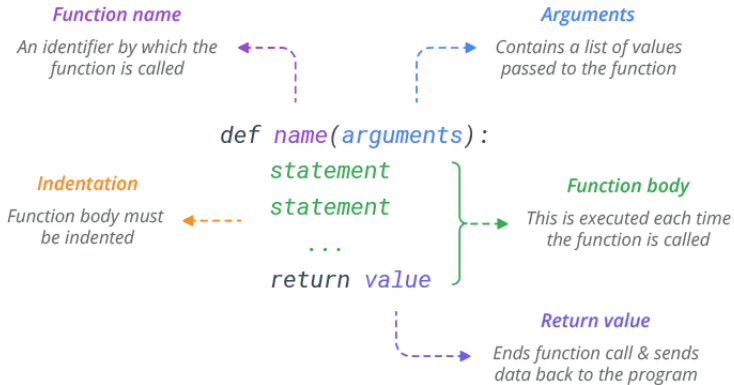 Function name
An identifier by which the
function is called
Arguments
Contains a list of values
passed to the function
def name(arguments):
statement
statement
...
return value
Indentation
Function body must
be indented
Function body
This is executed each time
the function is called
Return value
Ends function call & sends
data back to the program